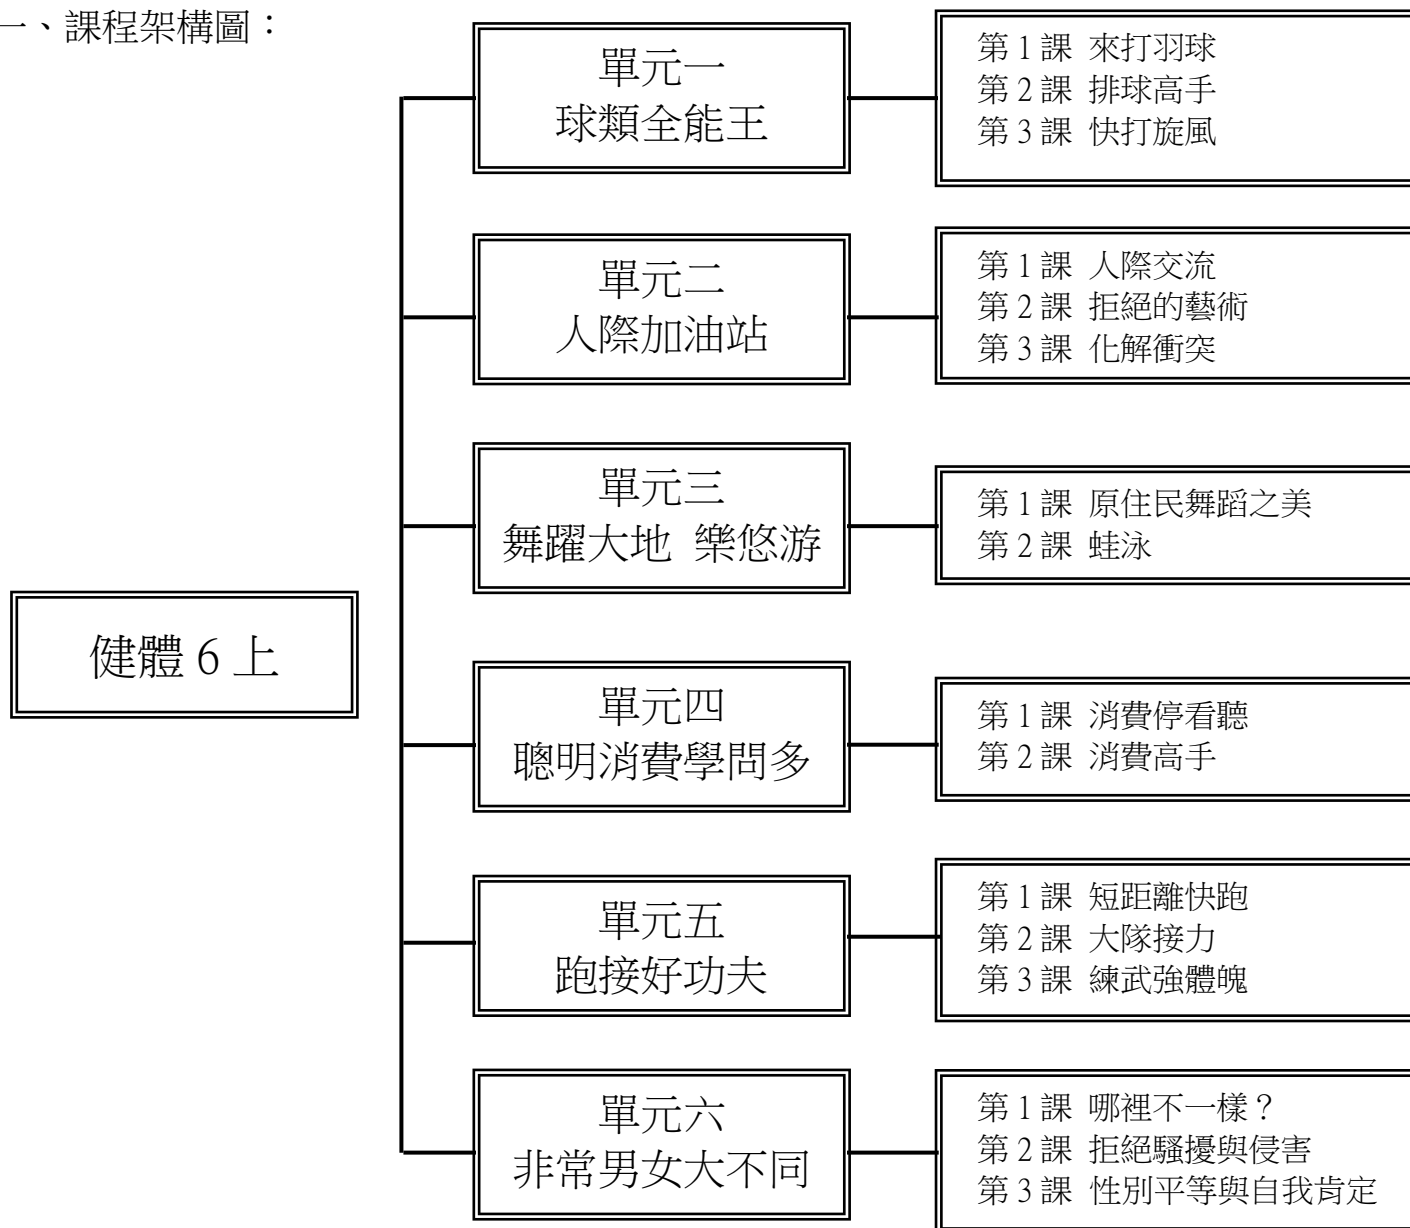 一、課程架構圖：
單元一
球類全能王
第 1 課 來打羽球
第 2 課 排球高手
第 3 課 快打旋風
單元二
人際加油站
第 1 課 人際交流
第 2 課 拒絕的藝術
第 3 課 化解衝突
單元三
舞躍大地 樂悠游
第 1 課 原住民舞蹈之美
第 2 課 蛙泳
健體 6 上
單元四
聰明消費學問多
第 1 課 消費停看聽
第 2 課 消費高手
單元五
跑接好功夫
第 1 課 短距離快跑
第 2 課 大隊接力
第 3 課 練武強體魄
單元六
非常男女大不同
第 1 課 哪裡不一樣？
第 2 課 拒絕騷擾與侵害
第 3 課 性別平等與自我肯定